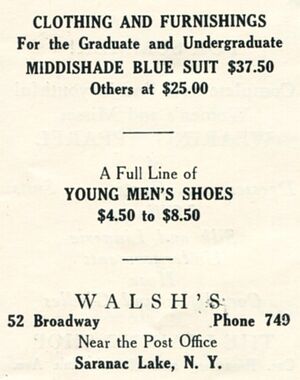 CLOTHING AND FURNISHINGS
For the Graduate and Undergraduate
MIDDISHADE BLUE SUIT $37.50
Others at $25.00
A Full Line of
YOUNG MEN'S SHOES
$4.50 to $8.50
WALSH'S
52 Broadway Phone 749
Near the Post Office
Saranac Lake, N. Y.